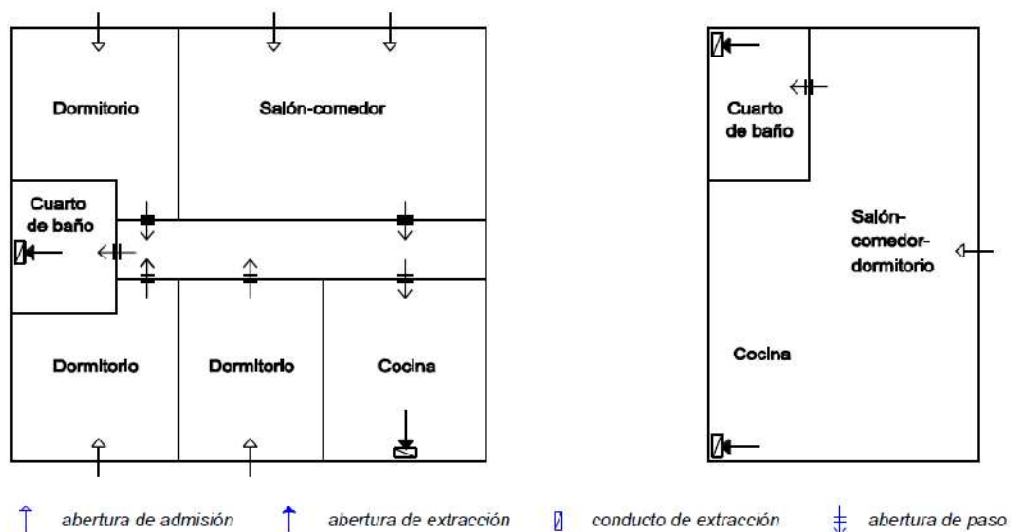 Dormitorio
Salón-comedor
Cuarto
de baño
Dormitorio
Dormitorio
Cocina
Cuarto
de baño
Salón-
comedor-
dormitorio
Cocina
abertura de admisión
abertura de extracción
conducto de extracción
abertura de paso